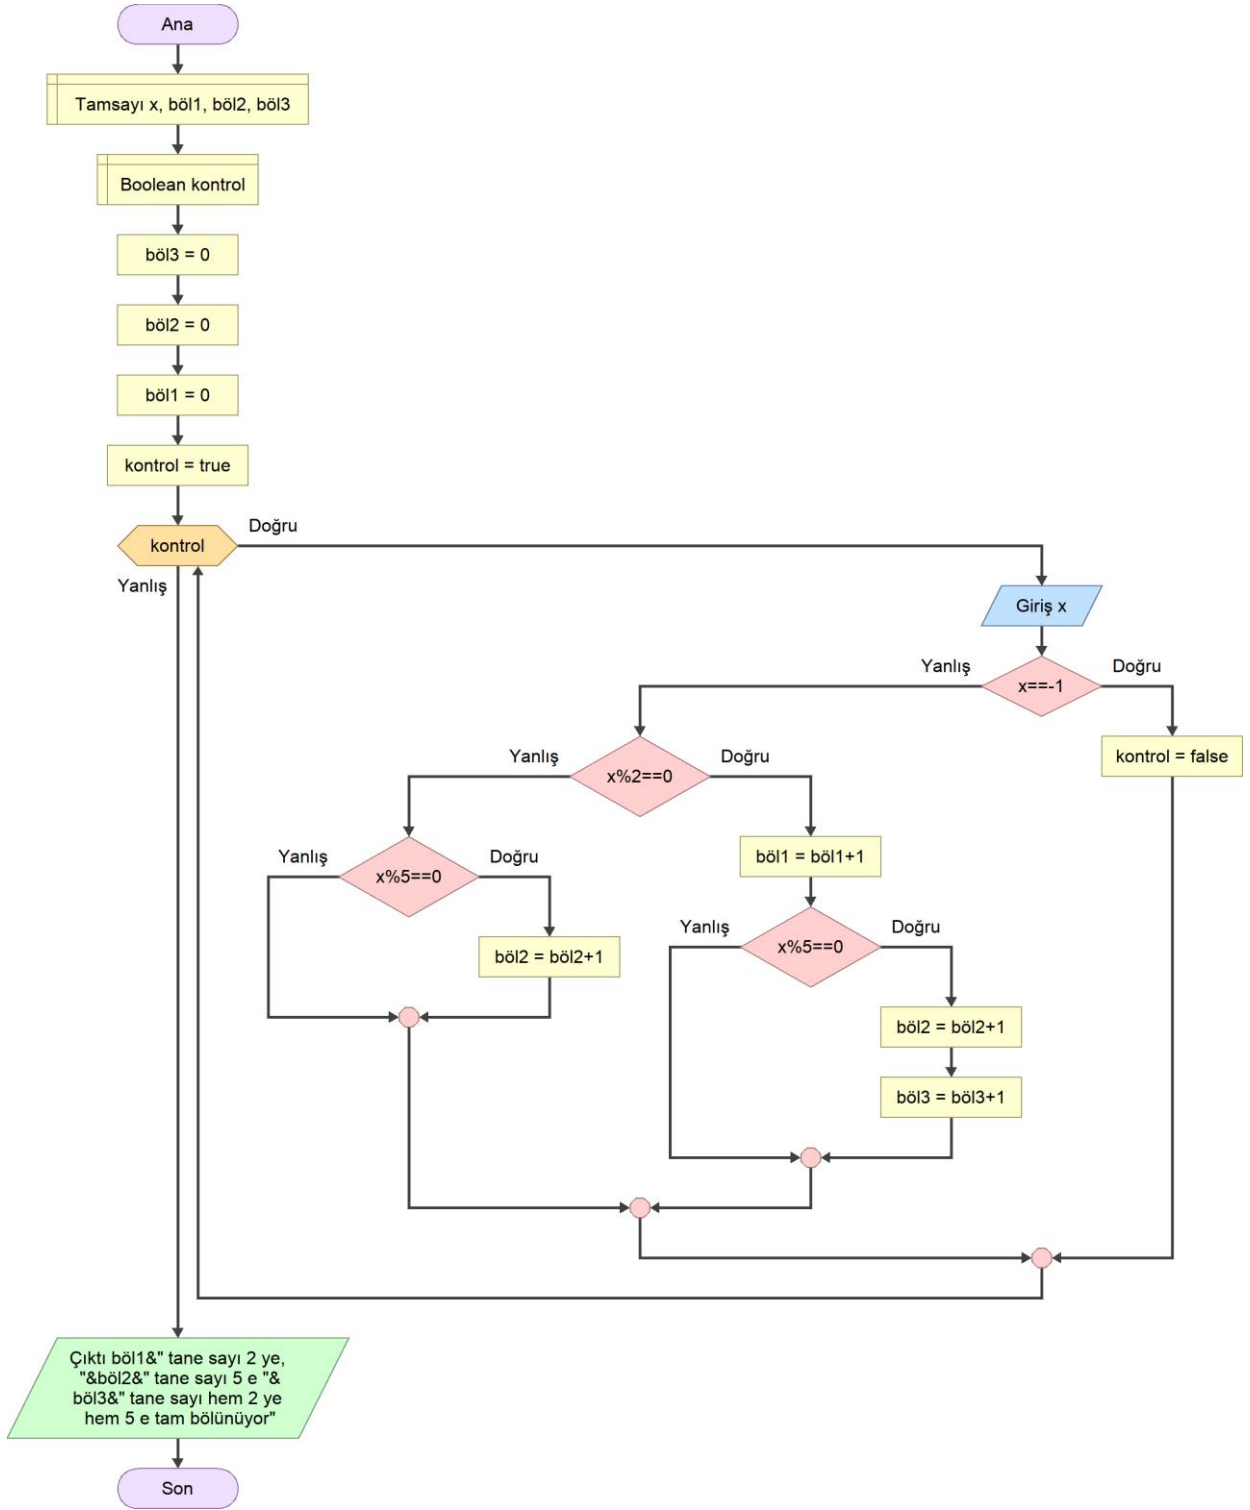 Ana
Tamsayı x, böl1, böl2, böl3
Boolean kontrol
böl3 = 0
böl2 = 0
böl1 = 0
kontrol = true
kontrol
Doğru
Yanlış
Giriş x
x==-1
Yanlış
Doğru
kontrol = false
x%2==0
Yanlış
Doğru
x%5==0
Yanlış
Doğru
böl2 = böl2+1
böl1 = böl1+1
x%5==0
Yanlış
Doğru
böl2 = böl2+1
böl3 = böl3+1
Çıktı böl1&" tane sayı 2 ye,
"&böl2&" tane sayı 5 e "&
böl3&" tane sayı hem 2 ye
hem 5 e tam bölünüyor"
Son